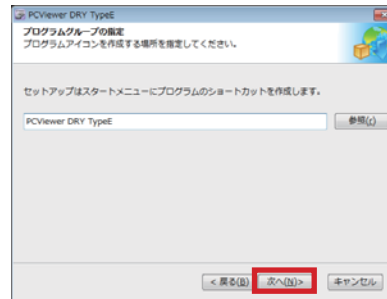 PCViewer DRY TypeE
プログラムグループの指定
プログラムアイコンを作成する場所を指定してください。
セットアップはスタートメニューにプログラムのショートカットを作成します。
PCViewer DRY TypeE
参照(r)
< 戻る(B)
次へ(N)>
キャンセル